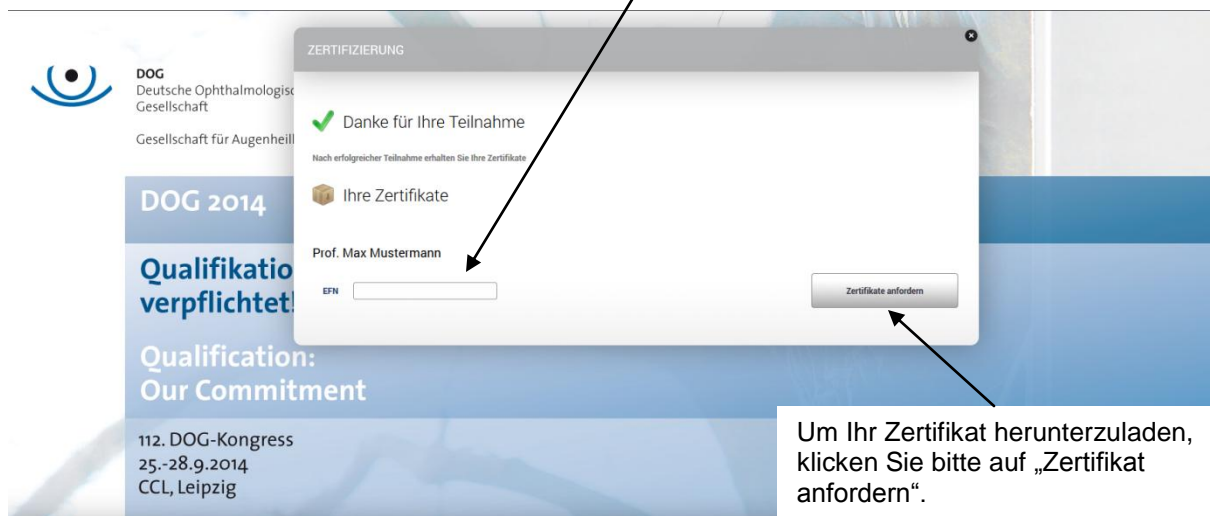 ZERTIFIZIERUNG
DOG
Deutsche Ophthalmologisc
Gesellschaft
Gesellschaft für Augenheill
Danke für Ihre Teilnahme
Nach erfolgreicher Teilnahme erhalten Sie Ihre Zertifikate
Ihre Zertifikate
Prof. Max Mustermann
EFN
Zertifikate anfordern
DOG 2014
Qualifikatio
verpflichtet!
Qualification:
Our Commitment
112. DOG-Kongress
25.-28.9.2014
CCL, Leipzig
Um Ihr Zertifikat herunterzuladen,
klicken Sie bitte auf „Zertifikat
anfordern“.